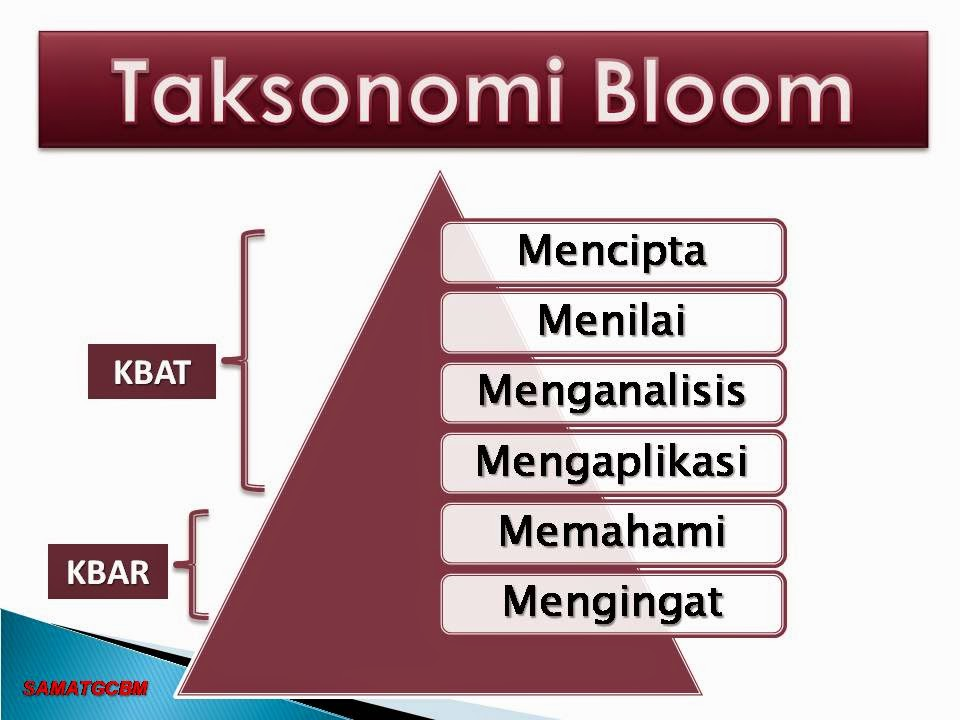 Taksonomi Bloom
Mencipta
Menilai
KBAT
Menganalisis
Mengaplikasi
Memahami
KBAR
Mengingat
SAMATGCBM